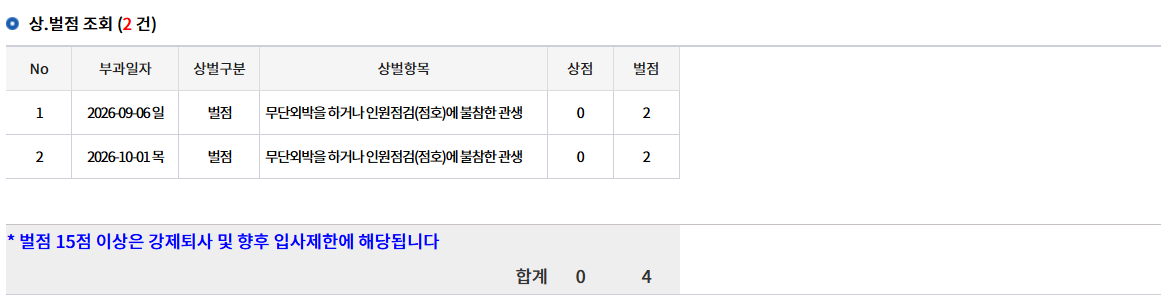 상.벌점 조회 (2 건)
No 부과일자 상벌구분 상벌항목 상점 벌점
1 2026-09-06 일 벌점 무단외박을 하거나 인원점검(점호)에 불참한 관생 0 2
2 2026-10-01 목 벌점 무단외박을 하거나 인원점검(점호)에 불참한 관생 0 2
* 벌점 15점 이상은 강제퇴사 및 향후 입사제한에 해당됩니다
합계 0 4